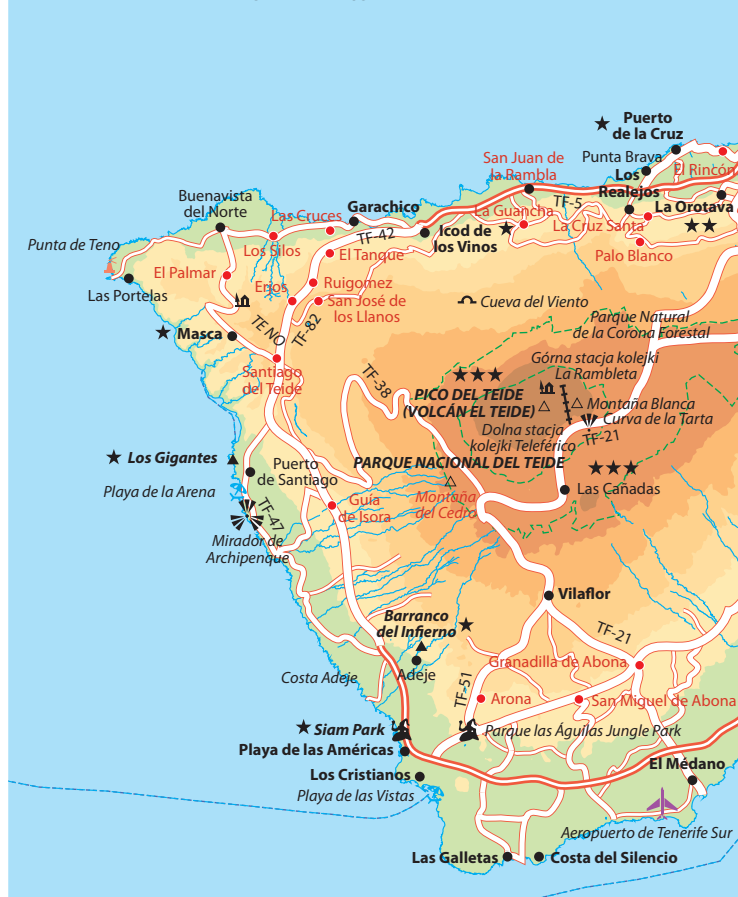 Puerto
de la Cruz
San Juan de
la Rambla
Punta Brava
El Rincón
Los
Realejos
La Orotava
TF-5
Buenavista
del Norte
Las Cruces
Garachico
La Guancha
La Cruz Santa
TF-42
Icod de
los Vinos
Punta de Teno
Los Silos
El Tanque
Palo Blanco
El Palmar
Las Portelas
Erjos
Ruigomez
San José de
los Llanos
Cueva del Viento
Parque Natural
de la Corona Forestal
TE NO
TF-82
Masca
Santiago
del Teide
TF-38
Górna stacja kolejki
La Rambleta
PICO DEL TEIDE
(VOLCÁN EL TEIDE)
Montaña Blanca
Curva de la Tarta
Dolna stacja
kolejki Teleférico
TF-21
Los Gigantes
PARQUE NACIONAL DEL TEIDE
Puerto
de Santiago
Playa de la Arena
Montaña
del Cedro
Las Cañadas
TF-47
Guia
de Isora
Mirador de
Archipenque
Vilaflor
Barranco
del Infierno
TF-21
Costa Adeje
Adeje
Granadilla de Abona
TF-51
Arona
San Miguel de Abona
Siam Park
Parque las Águilas Jungle Park
Playa de las Américas
Los Cristianos
El Médano
Playa de las Vistas
Aeropuerto de Tenerife Sur
Las Galletas
Costa del Silencio